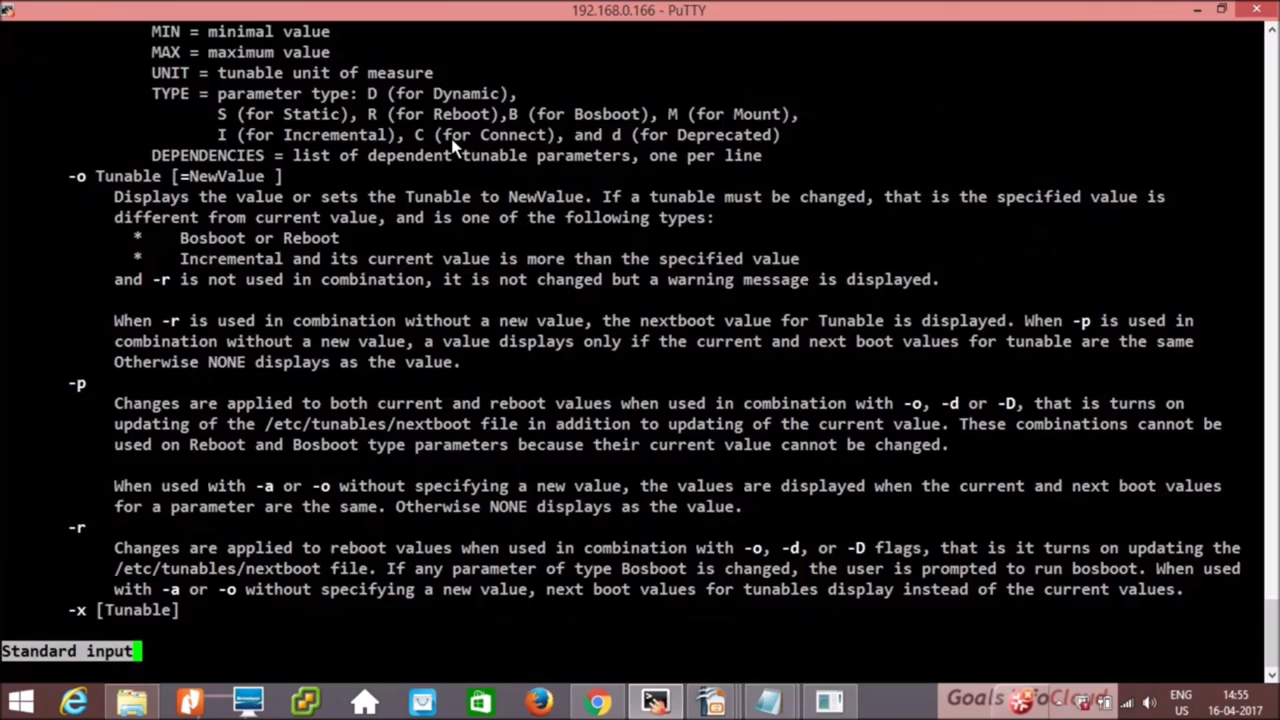 192.168.0.166 - PuTTY
MIN = minimal value
MAX = maximum value
UNIT = tunable unit of measure
TYPE = parameter type: D (for Dynamic),
S (for Static), R (for Reboot),B (for Bosboot), M (for Mount),
I (for Incremental), C (for Connect), and d (for Deprecated)
DEPENDENCIES = list of dependent tunable parameters, one per line
-o Tunable [=NewValue ]
Displays the value or sets the Tunable to NewValue. If a tunable must be changed, that is the specified value is
different from current value, and is one of the following types:
* Bosboot or Reboot
* Incremental and its current value is more than the specified value
and -r is not used in combination, it is not changed but a warning message is displayed.
When -r is used in combination without a new value, the nextboot value for Tunable is displayed. When -p is used in
combination without a new value, a value displays only if the current and next boot values for tunable are the same
Otherwise NONE displays as the value.
-p
Changes are applied to both current and reboot values when used in combination with -o, -d or -D, that is turns on
updating of the /etc/tunables/nextboot file in addition to updating of the current value. These combinations cannot be
used on Reboot and Bosboot type parameters because their current value cannot be changed.
When used with -a or -o without specifying a new value, the values are displayed when the current and next boot values
for a parameter are the same. Otherwise NONE displays as the value.
-r
Changes are applied to reboot values when used in combination with -o, -d, or -D flags, that is it turns on updating the
/etc/tunables/nextboot file. If any parameter of type Bosboot is changed, the user is prompted to run bosboot. When used
with -a or -o without specifying a new value, next boot values for tunables display instead of the current values.
-x [Tunable]
Standard input
Goals
Cloud
ENG
US
14:55
16-04-2017